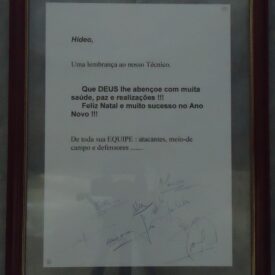 Hideo,
Uma lembrança ao nosso Técnico.
Que DEUS lhe abençoe com muita
saúde, paz e realizações !!!
Feliz Natal e muito sucesso no Ano
Novo !!!
De toda sua EQUIPE : atacantes, meio-de
campo e defensores ......